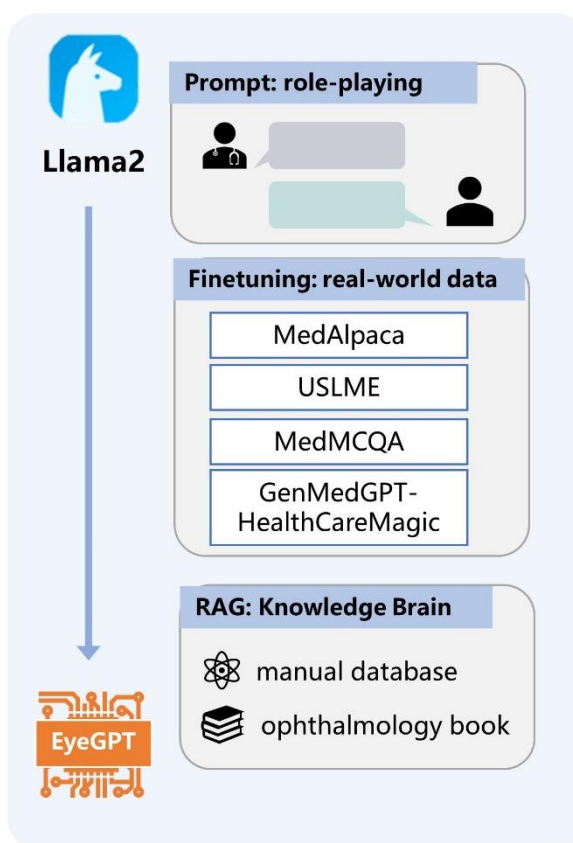 Llama2
Prompt: role-playing
Finetuning: real-world data
MedAlpaca
USLME
MedMCQA
GenMedGPT-
HealthCareMagic
RAG: Knowledge Brain
manual database
ophthalmology book
EyeGPT